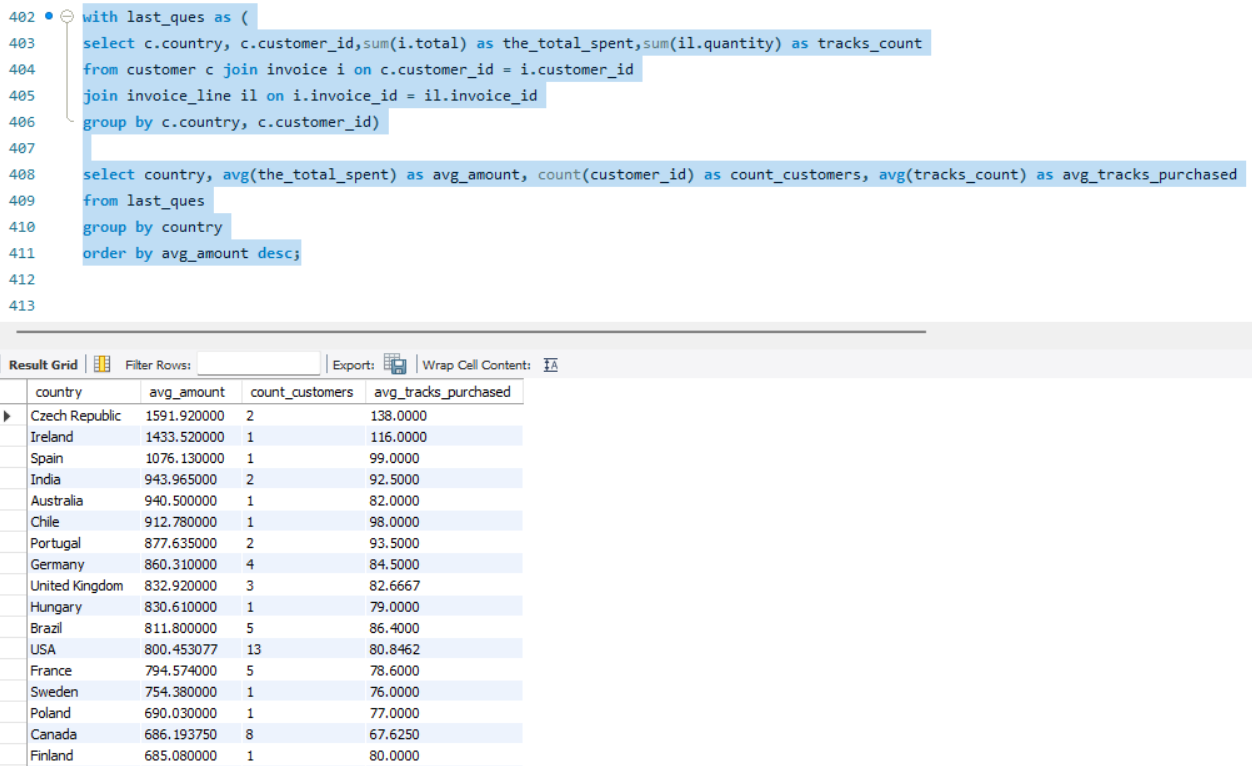 402 with last_ques as (
403 select c.country, c.customer_id,sum(i.total) as the_total_spent,sum(il.quantity) as tracks_count
404 from customer c join invoice i on c.customer_id = i.customer_id
405 join invoice_line il on i.invoice_id = il.invoice_id
406 group by c.country, c.customer_id)
407
408 select country, avg(the_total_spent) as avg_amount, count(customer_id) as count_customers, avg(tracks_count) as avg_tracks_purchased
409 from last_ques
410 group by country
411 order by avg_amount desc;
412
413
Result Grid Filter Rows: Export: Wrap Cell Content: IA
country avg_amount count_customers avg_tracks_purchased
Czech Republic 1591.920000 2 138.0000
Ireland 1433.520000 1 116.0000
Spain 1076.130000 1 99.0000
India 943.965000 2 92.5000
Australia 940.500000 1 82.0000
Chile 912.780000 1 98.0000
Portugal 877.635000 2 93.5000
Germany 860.310000 4 84.5000
United Kingdom 832.920000 3 82.6667
Hungary 830.610000 1 79.0000
Brazil 811.800000 5 86.4000
USA 800.453077 13 80.8462
France 794.574000 5 78.6000
Sweden 754.380000 1 76.0000
Poland 690.030000 1 77.0000
Canada 686.193750 8 67.6250
Finland 685.080000 1 80.0000